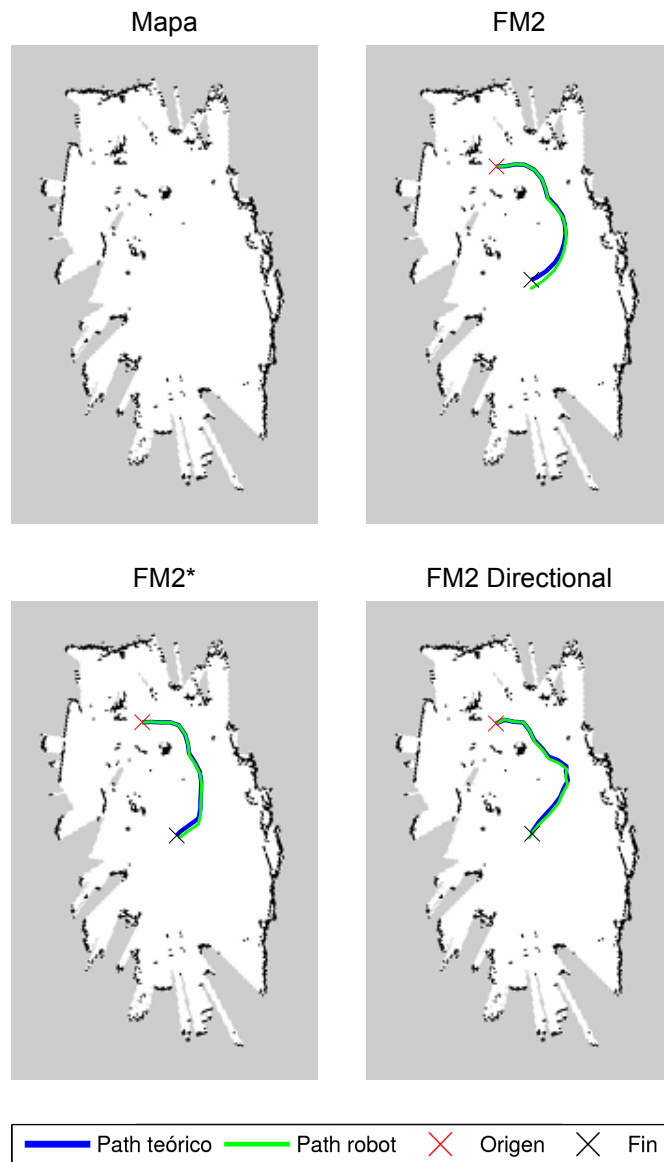 Mapa
FM2
FM2*
FM2 Directional
Path teórico
Path robot
Origen
Fin